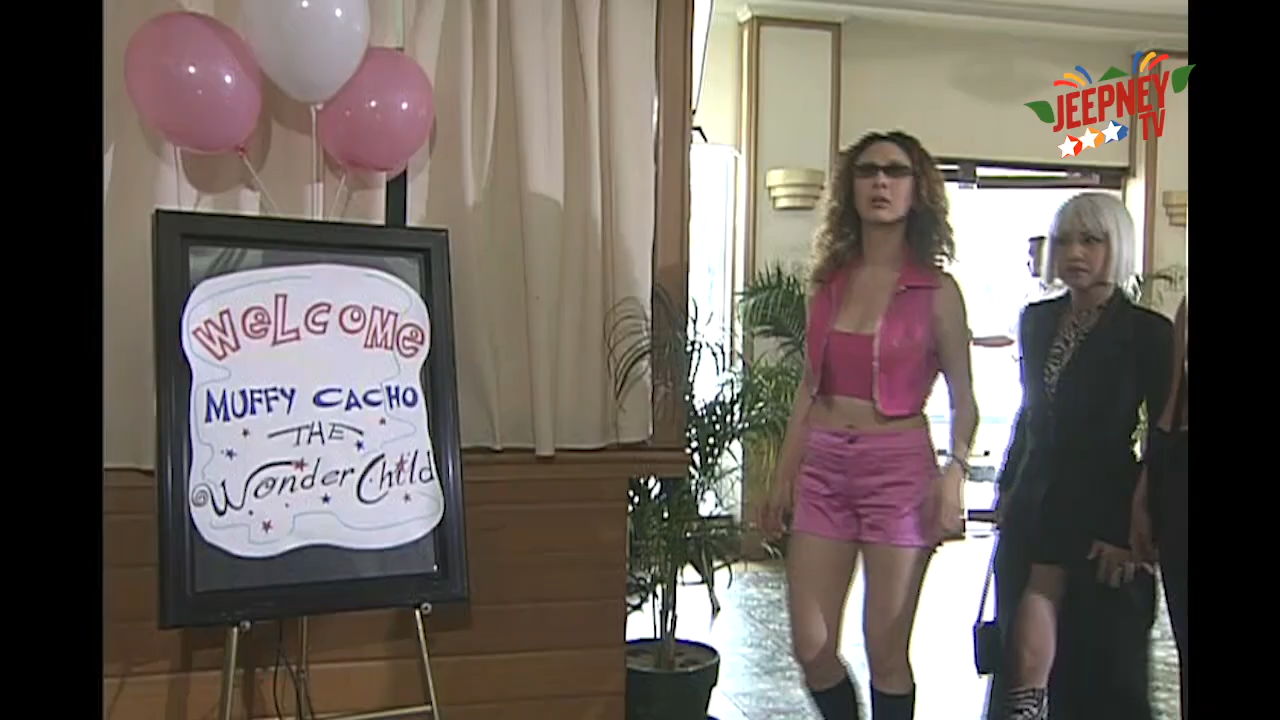 WeLcoMe
MUFFY CACHO
THE
Wonder Child
JEEPNEY
TV